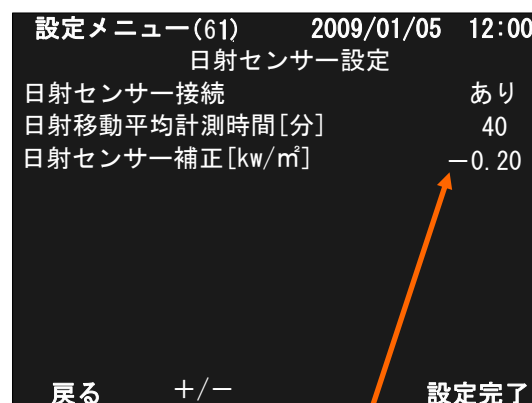 設定メニュー(61) 2009/01/05 12:00
日射センサー設定
日射センサー接続 あり
日射移動平均計測時間[分] 40
日射センサー補正[kw/㎡] －0.20
戻る ＋/－ 設定完了